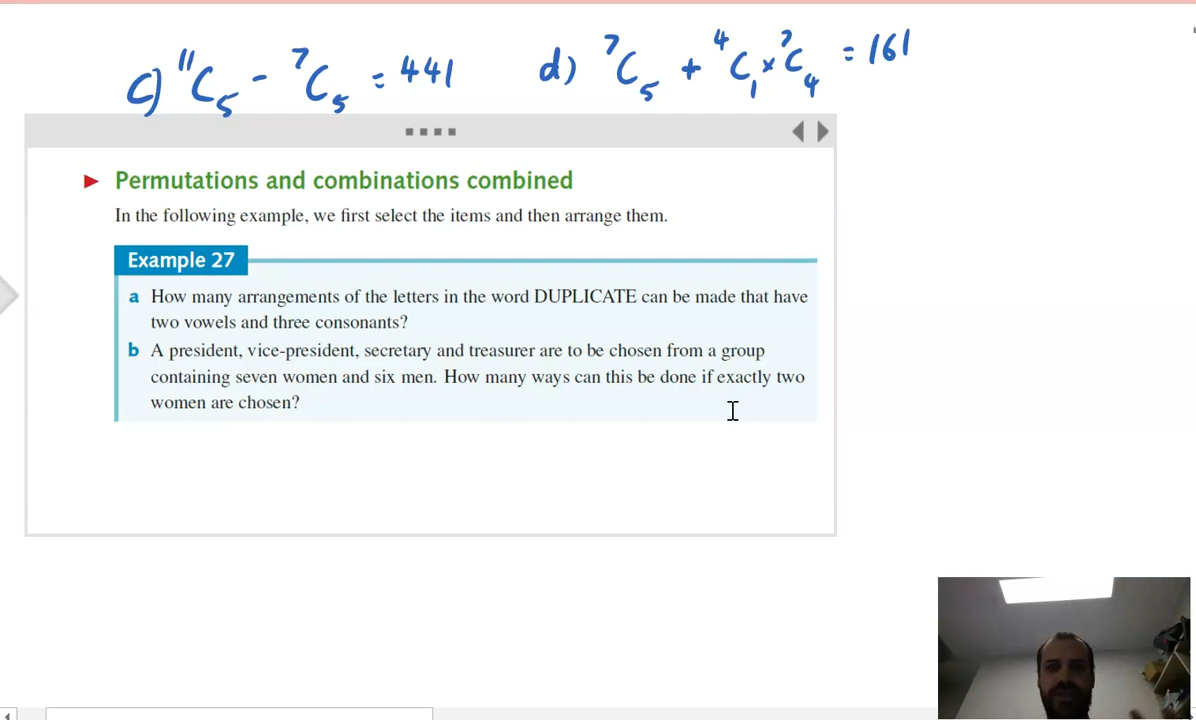 c) ¹¹C₅ - ⁷C₅ = 441 d) ⁷C₅ + ⁴C₁ × ⁷C₄ = 161
Permutations and combinations combined
In the following example, we first select the items and then arrange them.
Example 27
a How many arrangements of the letters in the word DUPLICATE can be made that have
two vowels and three consonants?
b A president, vice-president, secretary and treasurer are to be chosen from a group
containing seven women and six men. How many ways can this be done if exactly two
women are chosen?